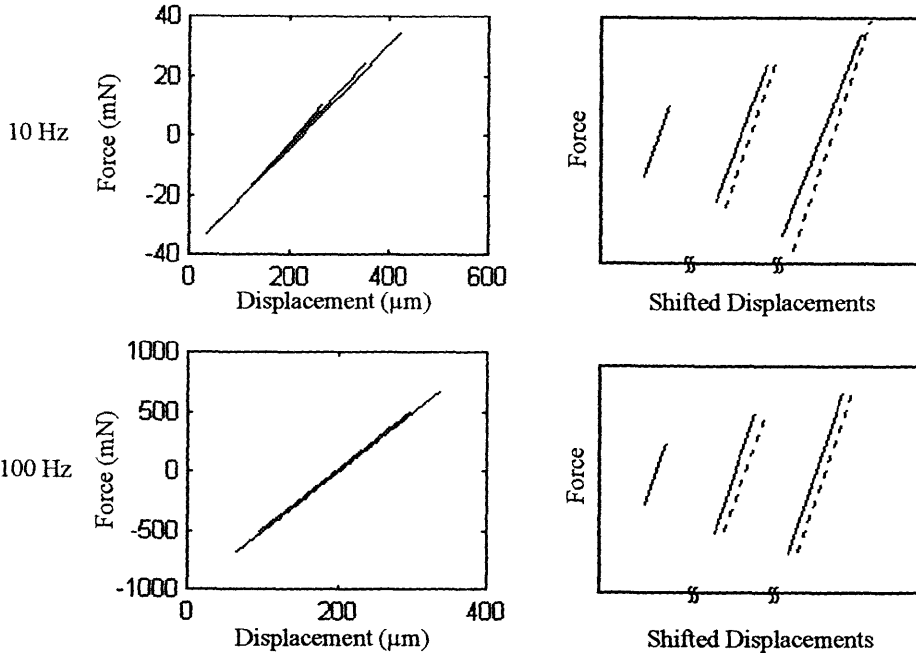 10 Hz
Force (mN)
40
20
0
-20
-40
0
200
400
600
Displacement (μm)
Force
Shifted Displacements
100 Hz
Force (mN)
1000
500
0
-500
-1000
0
200
400
Displacement (μm)
Force
Shifted Displacements